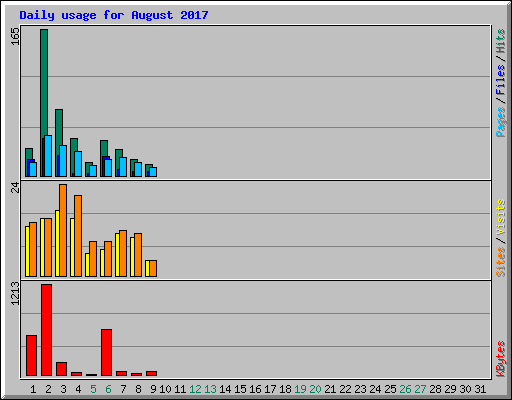 Daily usage for August 2017
165
Pages/Files/Hits
24
Sites/Visits
1213
KBytes
1 2 3 4 5 6 7 8 9 10 11 12 13 14 15 16 17 18 19 20 21 22 23 24 25 26 27 28 29 30 31